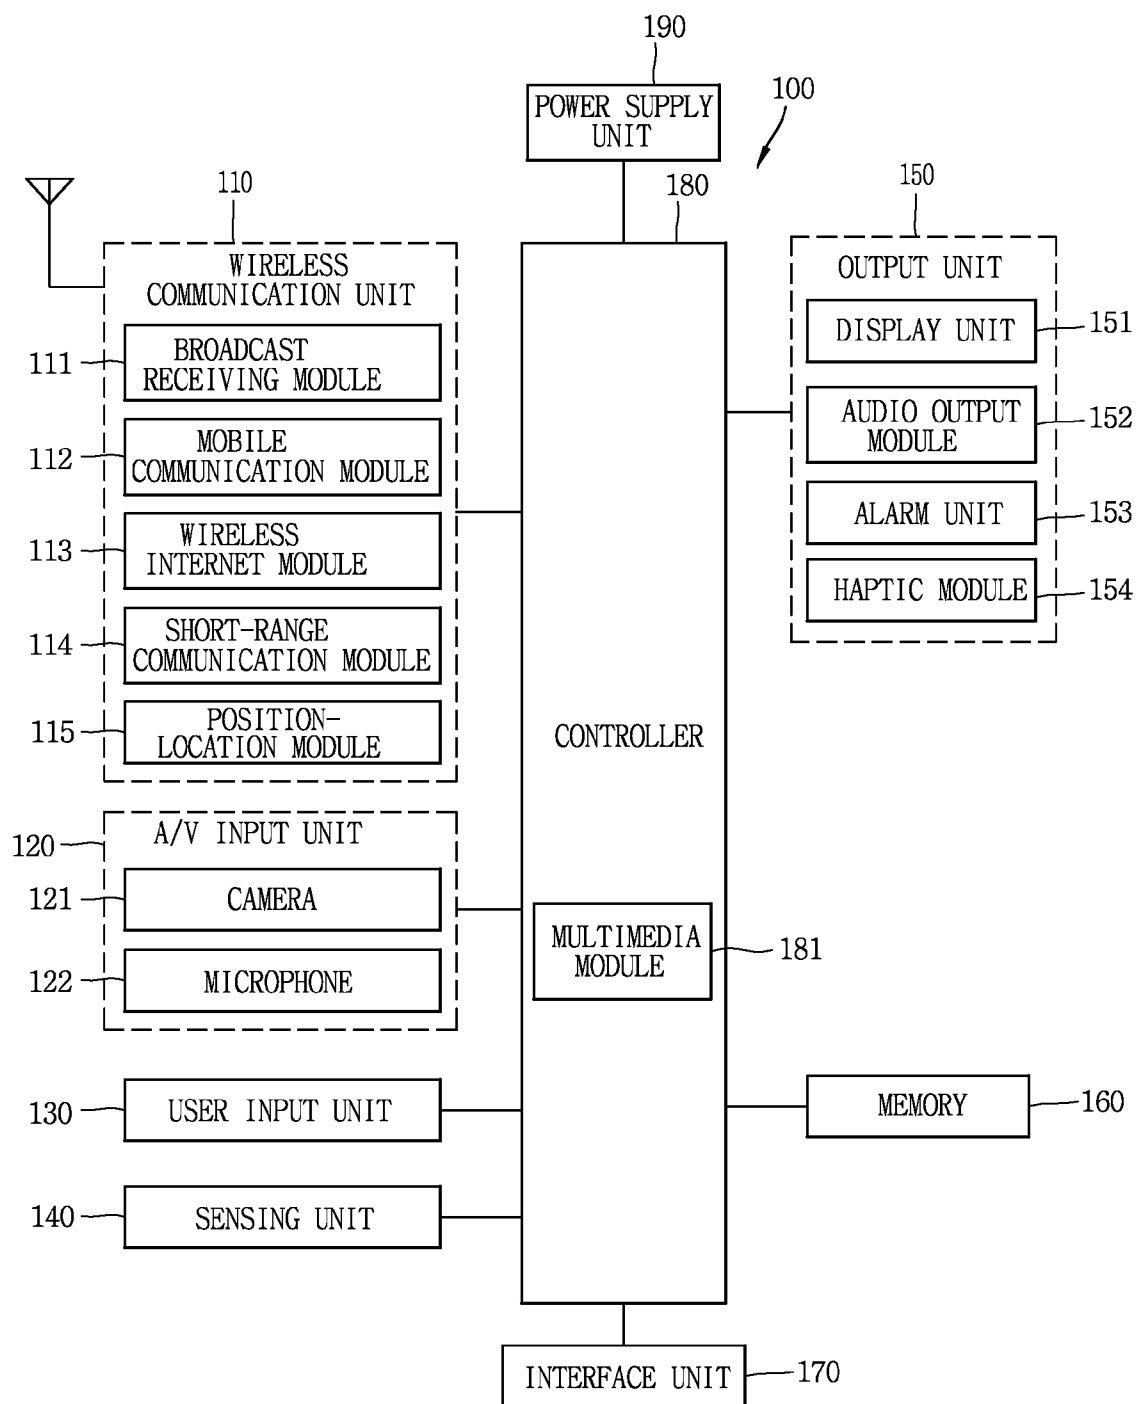 190
POWER SUPPLY
UNIT
100
180
110
WIRELESS
COMMUNICATION UNIT
111
BROADCAST
RECEIVING MODULE
112
MOBILE
COMMUNICATION MODULE
113
WIRELESS
INTERNET MODULE
114
SHORT-RANGE
COMMUNICATION MODULE
115
POSITION-
LOCATION MODULE
120
A/V INPUT UNIT
121
CAMERA
122
MICROPHONE
130
USER INPUT UNIT
140
SENSING UNIT
CONTROLLER
MULTIMEDIA
MODULE
181
150
OUTPUT UNIT
DISPLAY UNIT
151
AUDIO OUTPUT
MODULE
152
ALARM UNIT
153
HAPTIC MODULE
154
MEMORY
160
INTERFACE UNIT
170